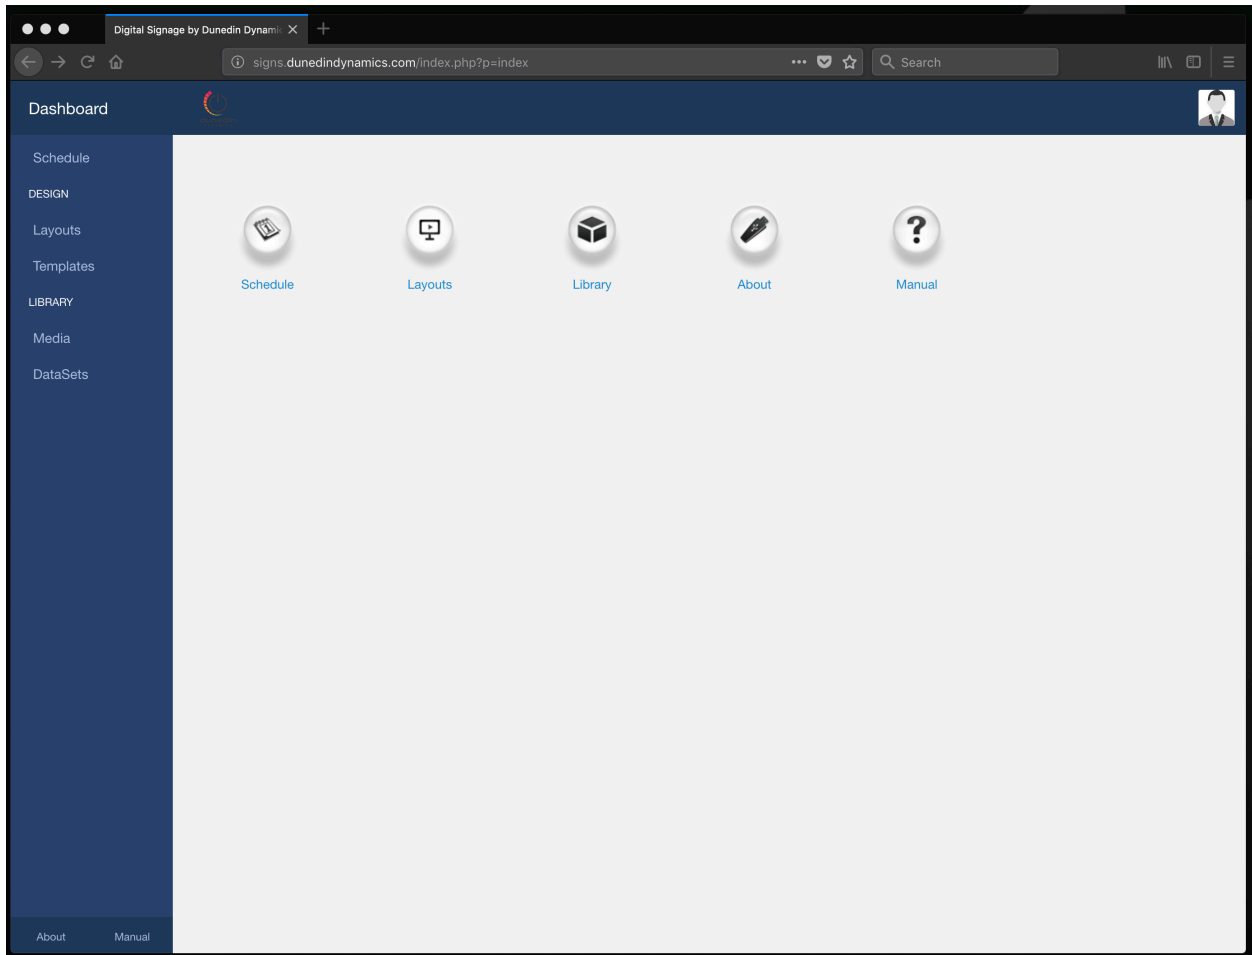 Digital Signage by Dunedin Dynamic
signs.dunedindynamics.com/index.php?p=index
Search
Dashboard
Schedule
DESIGN
Layouts
Templates
LIBRARY
Media
DataSets
Schedule
Layouts
Library
About
Manual
About
Manual